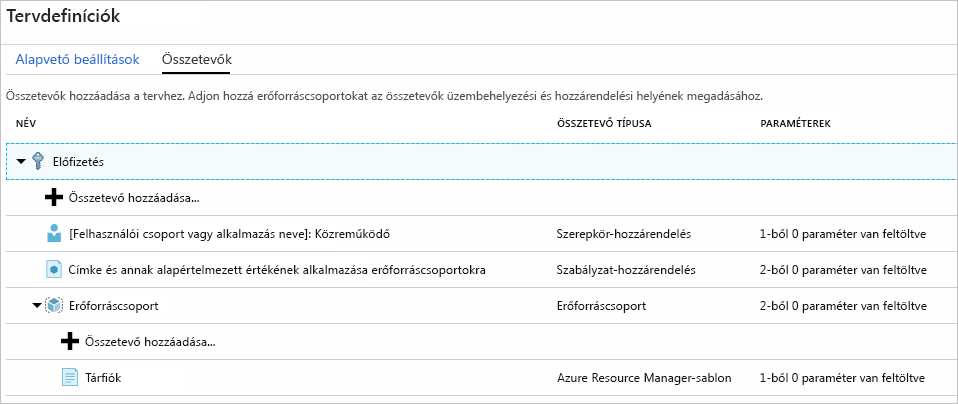 Tervdefiníciók
Alapvető beállítások Összetevők
Összetevők hozzáadása a tervhez. Adjon hozzá erőforráscsoportokat az összetevők üzembehelyezési és hozzárendelési helyének megadásához.
NÉV ÖSSZETEVŐ TÍPUSA PARAMÉTEREK
Előfizetés
Összetevő hozzáadása...
[Felhasználói csoport vagy alkalmazás neve]: Közreműködő Szerepkör-hozzárendelés 1-ből 0 paraméter van feltöltve
Címke és annak alapértelmezett értékének alkalmazása erőforráscsoportokra Szabályzat-hozzárendelés 2-ből 0 paraméter van feltöltve
Erőforráscsoport Erőforráscsoport 2-ből 0 paraméter van feltöltve
Összetevő hozzáadása...
Tárfiók Azure Resource Manager-sablon 1-ből 0 paraméter van feltöltve